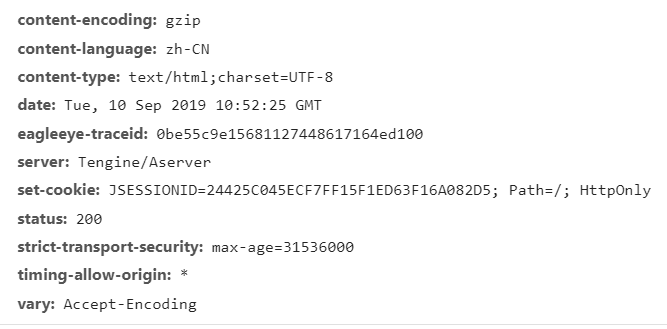 content-encoding: gzip
content-language: zh-CN
content-type: text/html;charset=UTF-8
date: Tue, 10 Sep 2019 10:52:25 GMT
eagleeye-traceid: 0be55c9e15681127448617164ed100
server: Tengine/Aserver
set-cookie: JSESSIONID=24425C045ECF7FF15F1ED63F16A082D5; Path=/; HttpOnly
status: 200
strict-transport-security: max-age=31536000
timing-allow-origin: *
vary: Accept-Encoding